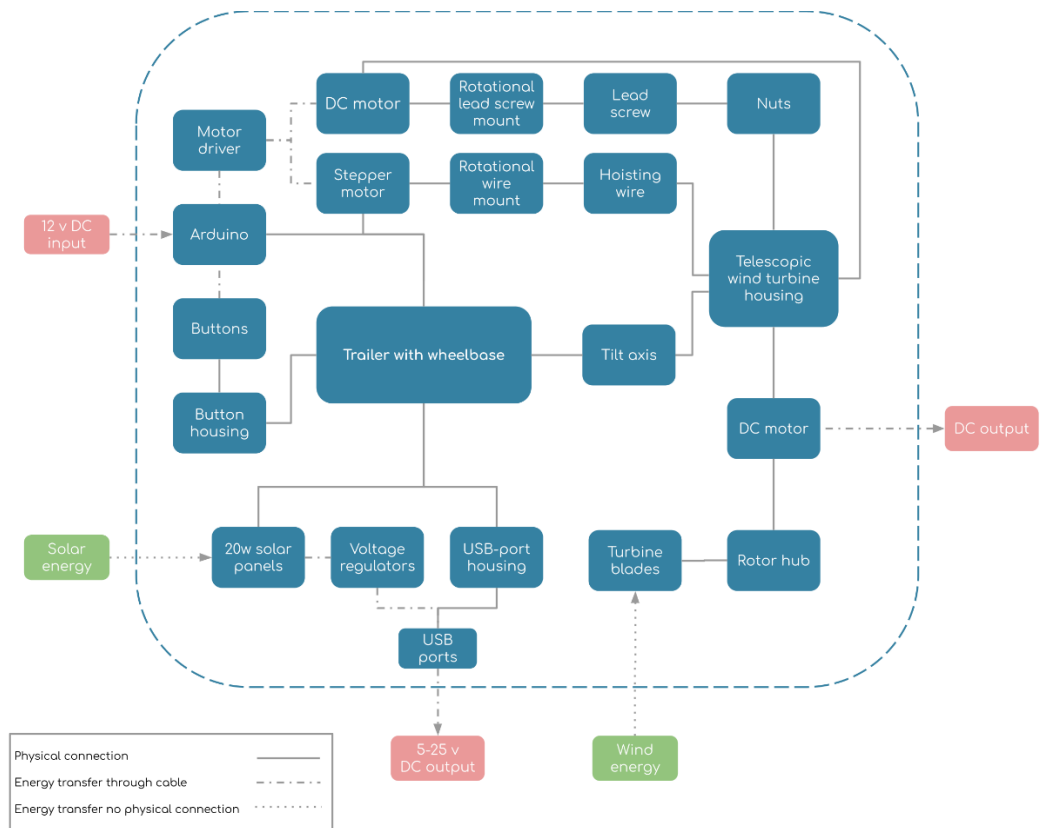 DC motor
Rotational
lead screw
mount
Lead
screw
Nuts
Motor
driver
Stepper
motor
Rotational
wire
mount
Hoisting
wire
12 v DC
input
Arduino
Telescopic
wind turbine
housing
Buttons
Trailer with wheelbase
Tilt axis
Button
housing
DC motor
DC output
Solar
energy
20w solar
panels
Voltage
regulators
USB-port
housing
Turbine
blades
Rotor hub
USB
ports
5-25 v
DC output
Wind
energy
Physical connection
Energy transfer through cable
Energy transfer no physical connection